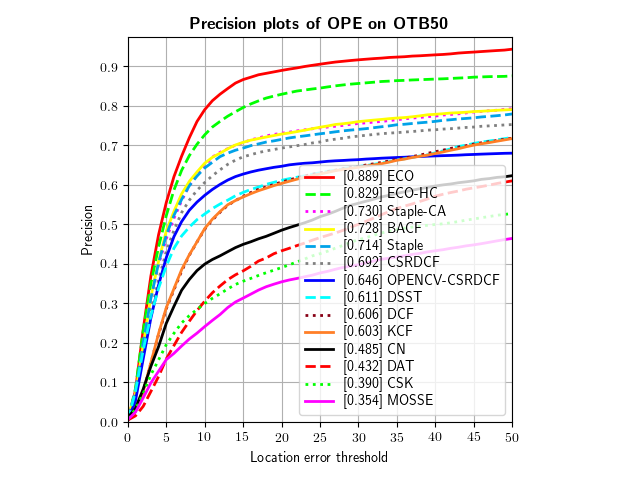 Precision plots of OPE on OTB50
Precision
0.9
0.8
0.7
0.6
0.5
0.4
0.3
0.2
0.1
0.0
[0.889] ECO
[0.829] ECO-HC
[0.730] Staple-CA
[0.728] BACF
[0.714] Staple
[0.692] CSRDCF
[0.646] OPENCV-CSRDCF
[0.611] DSST
[0.606] DCF
[0.603] KCF
[0.485] CN
[0.432] DAT
[0.390] CSK
[0.354] MOSSE
0 5 10 15 20 25 30 35 40 45 50
Location error threshold